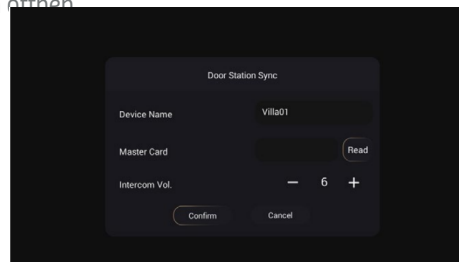 Door Station Sync
Device Name Villa01
Master Card Read
Intercom Vol. − 6 +
Confirm Cancel